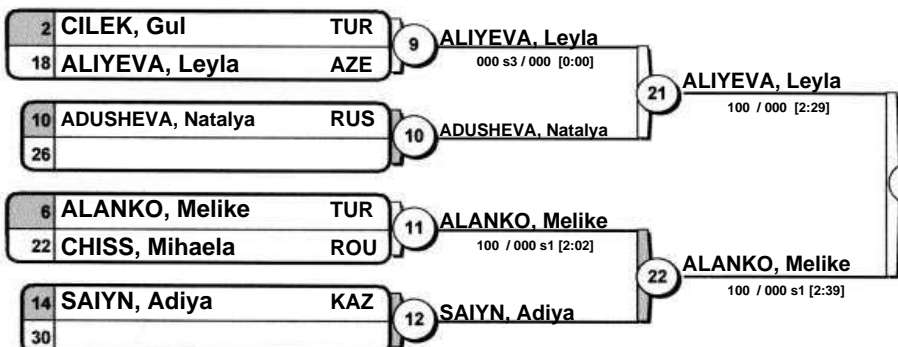 2 CILEK, Gul TUR
18 ALIYEVA, Leyla AZE
9 ALIYEVA, Leyla
000 s3 / 000 [0:00]
21 ALIYEVA, Leyla
100 / 000 [2:29]
10 ADUSHEVA, Natalya RUS
26
10 ADUSHEVA, Natalya
6 ALANKO, Melike TUR
22 CHISS, Mihaela ROU
11 ALANKO, Melike
100 / 000 s1 [2:02]
22 ALANKO, Melike
100 / 000 s1 [2:39]
14 SAIYN, Adiya KAZ
30
12 SAIYN, Adiya